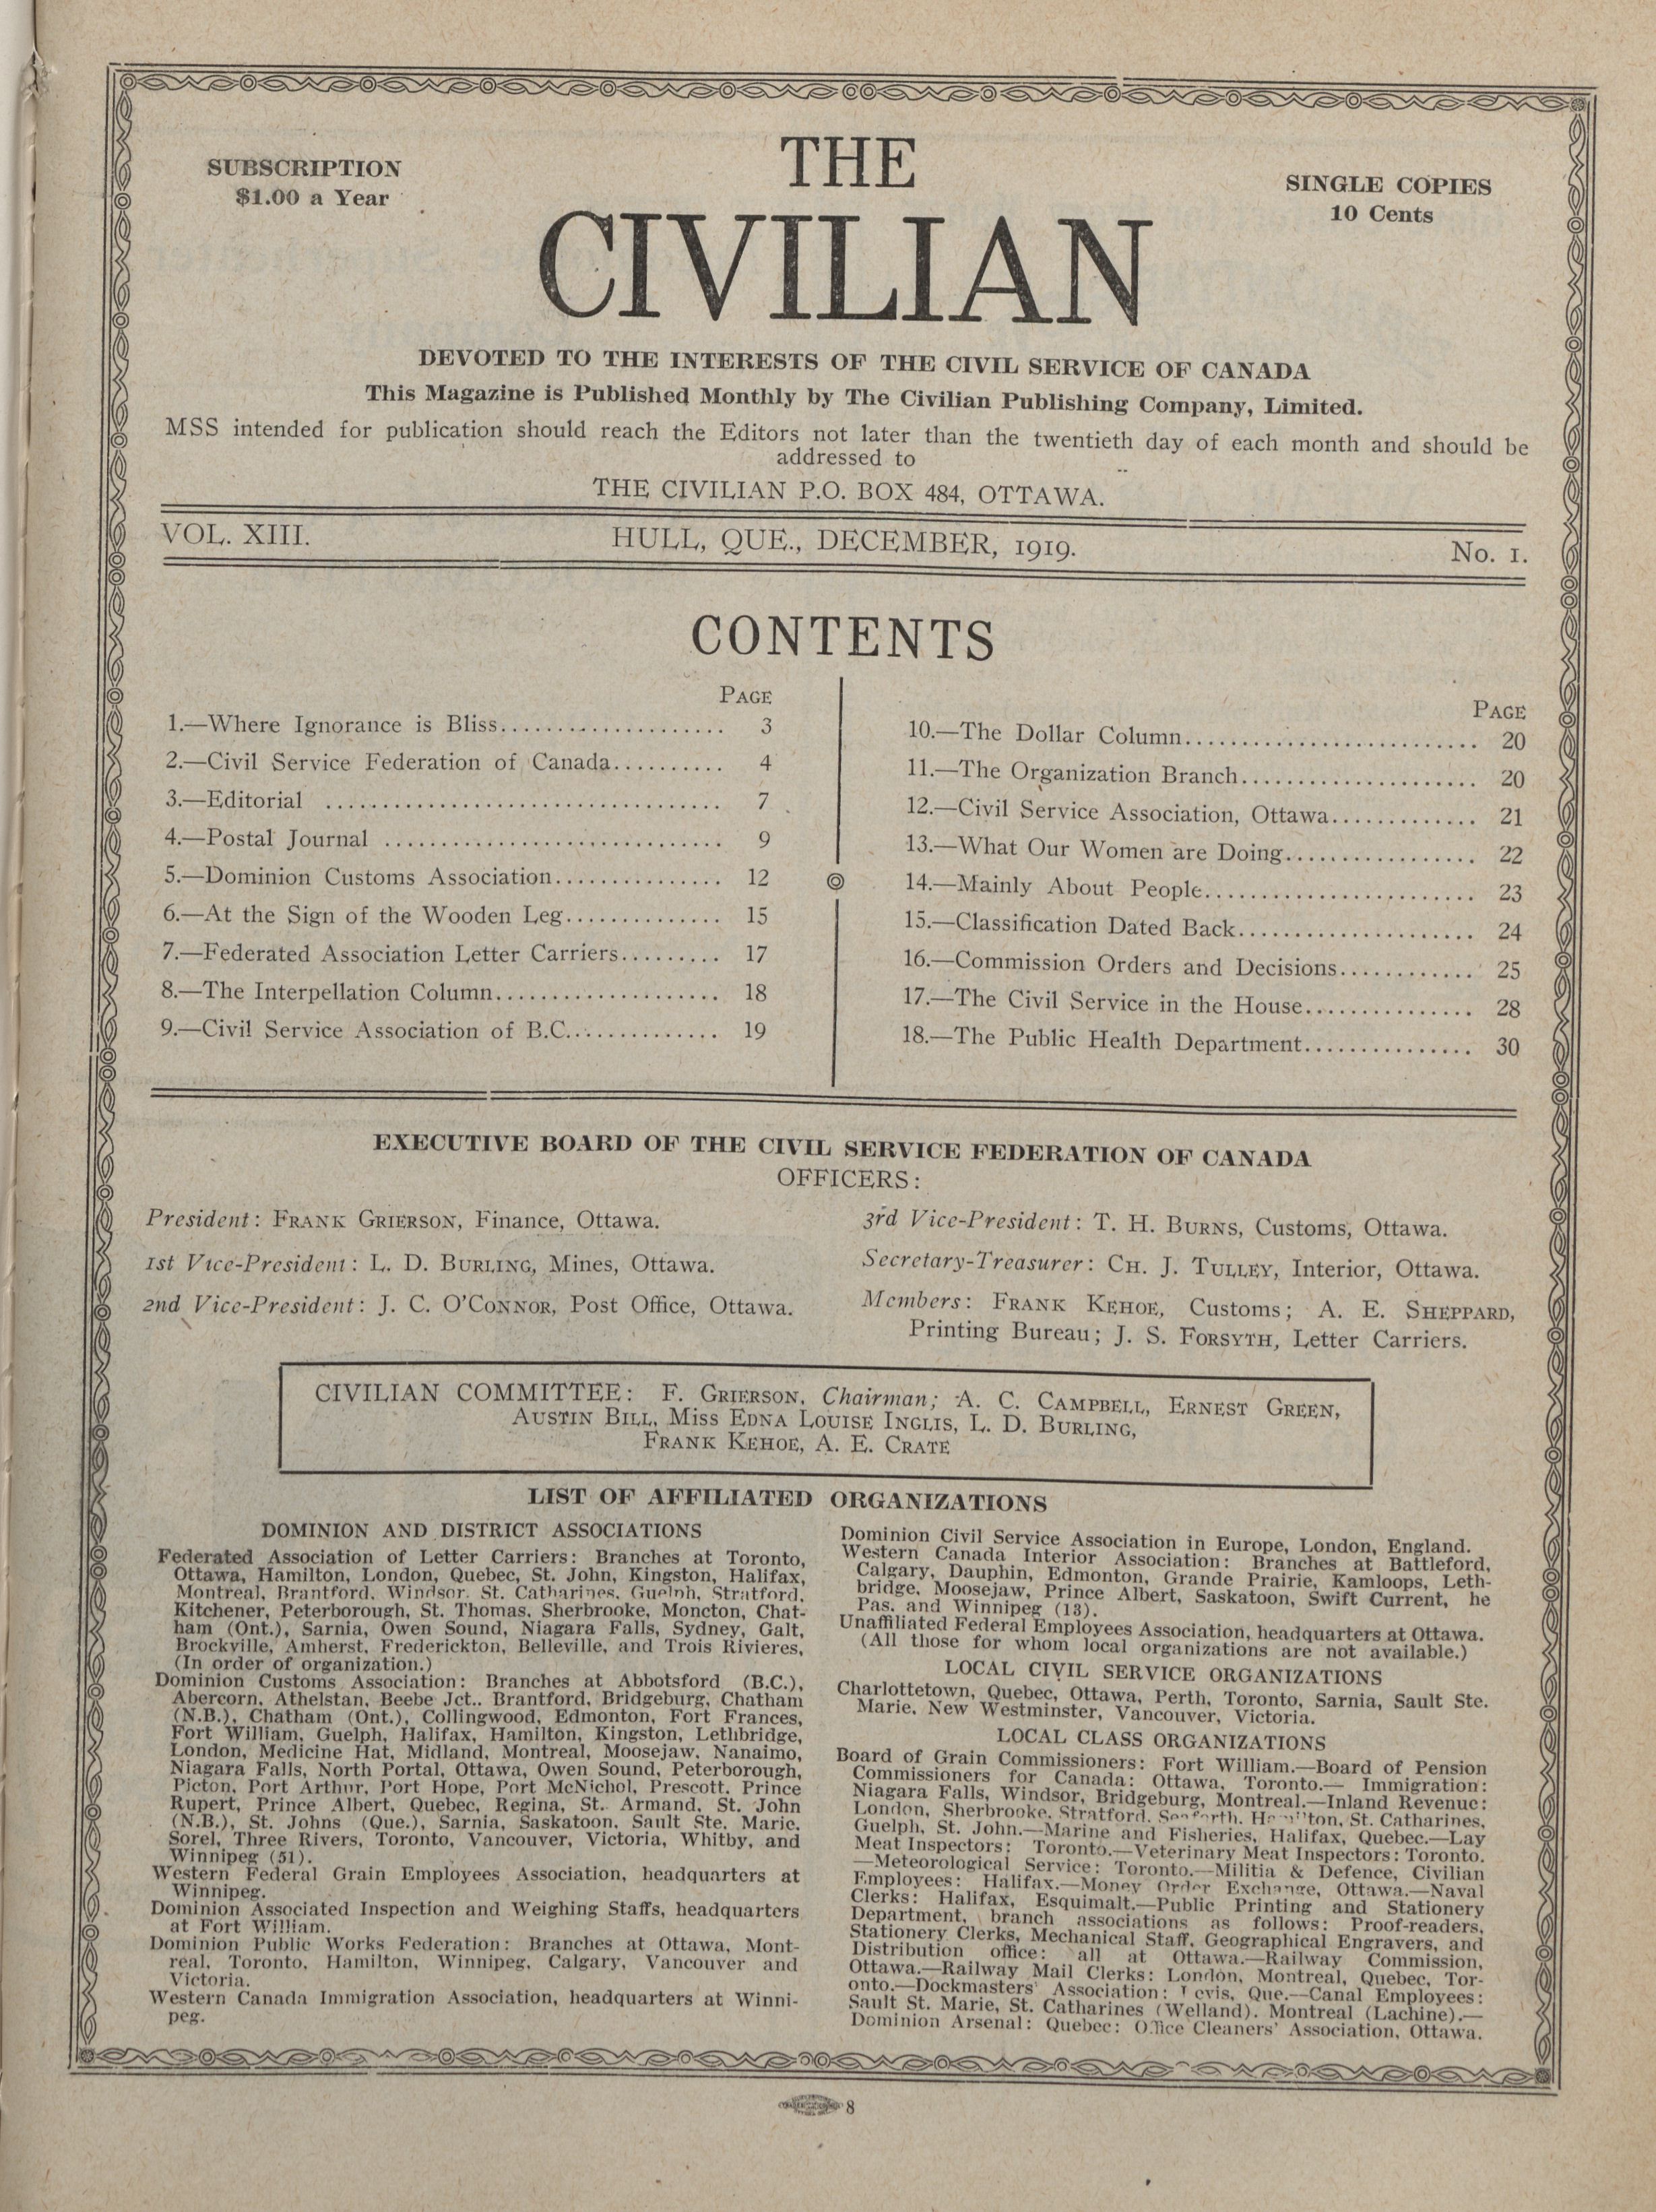 SUBSCRIPTION
$1.00 a Year
THE
CIVILIAN
SINGLE COPIES
10 Cents
DEVOTED TO THE INTERESTS OF THE CIVIL SERVICE OF CANADA
This Magazine is Published Monthly by The Civilian Publishing Company, Limited.
MSS intended for publication should reach the Editors not later than the twentieth day of each month and should be
addressed to
THE CIVILIAN P.O. BOX 484, OTTAWA.
VOL. XIII. HULL, QUE., DECEMBER, 1919. No. 1.
CONTENTS
PAGE
1.—Where Ignorance is Bliss.................... 3
2.—Civil Service Federation of Canada.......... 4
3.—Editorial .................................. 7
4.—Postal Journal ............................. 9
5.—Dominion Customs Association............... 12
6.—At the Sign of the Wooden Leg.............. 15
7.—Federated Association Letter Carriers......... 17
8.—The Interpellation Column.................... 18
9.—Civil Service Association of B.C.............. 19
PAGE
10.—The Dollar Column.......................... 20
11.—The Organization Branch..................... 20
12.—Civil Service Association, Ottawa............. 21
13.—What Our Women are Doing................. 22
14.—Mainly About People........................ 23
15.—Classification Dated Back..................... 24
16.—Commission Orders and Decisions............ 25
17.—The Civil Service in the House............... 28
18.—The Public Health Department............... 30
EXECUTIVE BOARD OF THE CIVIL SERVICE FEDERATION OF CANADA
OFFICERS:
President: FRANK GRIERSON, Finance, Ottawa.
1st Vice-President: L. D. BURLING, Mines, Ottawa.
2nd Vice-President: J. C. O'CONNOR, Post Office, Ottawa.
3rd Vice-President: T. H. BURNS, Customs, Ottawa.
Secretary-Treasurer: CH. J. TULLEY, Interior, Ottawa.
Members: FRANK KEHOE, Customs; A. E. SHEPPARD,
Printing Bureau; J. S. FORSYTH, Letter Carriers.
CIVILIAN COMMITTEE: F. GRIERSON, Chairman; A. C. CAMPBELL, ERNEST GREEN,
AUSTIN BILL, MISS EDNA LOUISE INGLIS, L. D. BURLING,
FRANK KEHOE, A. E. CRATE
LIST OF AFFILIATED ORGANIZATIONS
DOMINION AND DISTRICT ASSOCIATIONS
Federated Association of Letter Carriers: Branches at Toronto,
Ottawa, Hamilton, London, Quebec, St. John, Kingston, Halifax,
Montreal, Brantford, Windsor, St. Catharines, Guelph, Stratford,
Kitchener, Peterborough, St. Thomas, Sherbrooke, Moncton, Chat-
ham (Ont.), Sarnia, Owen Sound, Niagara Falls, Sydney, Galt,
Brockville, Amherst, Frederickton, Belleville, and Trois Rivieres,
(In order of organization.)
Dominion Customs Association: Branches at Abbotsford (B.C.),
Abercorn, Athelstan, Beebe Jct., Brantford, Bridgeburg, Chatham
(N.B.), Chatham (Ont.), Collingwood, Edmonton, Fort Frances,
Fort William, Guelph, Halifax, Hamilton, Kingston, Lethbridge,
London, Medicine Hat, Midland, Montreal, Moosejaw, Nanaimo,
Niagara Falls, North Portal, Ottawa, Owen Sound, Peterborough,
Picton, Port Arthur, Port Hope, Port McNichol, Prescott, Prince
Rupert, Prince Albert, Quebec, Regina, St. Armand, St. John
(N.B.), St. Johns (Que.), Sarnia, Saskatoon, Sault Ste. Marie,
Sorel, Three Rivers, Toronto, Vancouver, Victoria, Whitby, and
Winnipeg (51).
Western Federal Grain Employees Association, headquarters at
Winnipeg.
Dominion Associated Inspection and Weighing Staffs, headquarters
at Fort William.
Dominion Public Works Federation: Branches at Ottawa, Mont-
real, Toronto, Hamilton, Winnipeg, Calgary, Vancouver and
Victoria.
Western Canada Immigration Association, headquarters at Winni-
peg.
Dominion Civil Service Association in Europe, London, England.
Western Canada Interior Association: Branches at Battleford,
Calgary, Dauphin, Edmonton, Grande Prairie, Kamloops, Leth-
bridge, Moosejaw, Prince Albert, Saskatoon, Swift Current, he
Pas, and Winnipeg (13).
Unaffiliated Federal Employees Association, headquarters at Ottawa.
(All those for whom local organizations are not available.)
LOCAL CIVIL SERVICE ORGANIZATIONS
Charlottetown, Quebec, Ottawa, Perth, Toronto, Sarnia, Sault Ste.
Marie, New Westminster, Vancouver, Victoria.
LOCAL CLASS ORGANIZATIONS
Board of Grain Commissioners: Fort William.—Board of Pension
Commissioners for Canada: Ottawa, Toronto.— Immigration:
Niagara Falls, Windsor, Bridgeburg, Montreal.—Inland Revenue:
London, Sherbrooke, Stratford, Seaforth, Hamilton, St. Catharines,
Guelph, St. John.—Marine and Fisheries, Halifax, Quebec.—Lay
Meat Inspectors: Toronto.—Veterinary Meat Inspectors: Toronto.
—Meteorological Service: Toronto.—Militia & Defence, Civilian
Employees: Halifax.—Money Order Exchange, Ottawa.—Naval
Clerks: Halifax, Esquimalt.—Public Printing and Stationery
Department, branch associations as follows: Proof-readers,
Stationery Clerks, Mechanical Staff, Geographical Engravers, and
Distribution office: all at Ottawa.—Railway Commission,
Ottawa.—Railway Mail Clerks: London, Montreal, Quebec, Tor-
onto.—Dockmasters' Association: Levis, Que.—Canal Employees:
Sault St. Marie, St. Catharines (Welland). Montreal (Lachine).—
Dominion Arsenal: Quebec: Office Cleaners' Association, Ottawa.
8